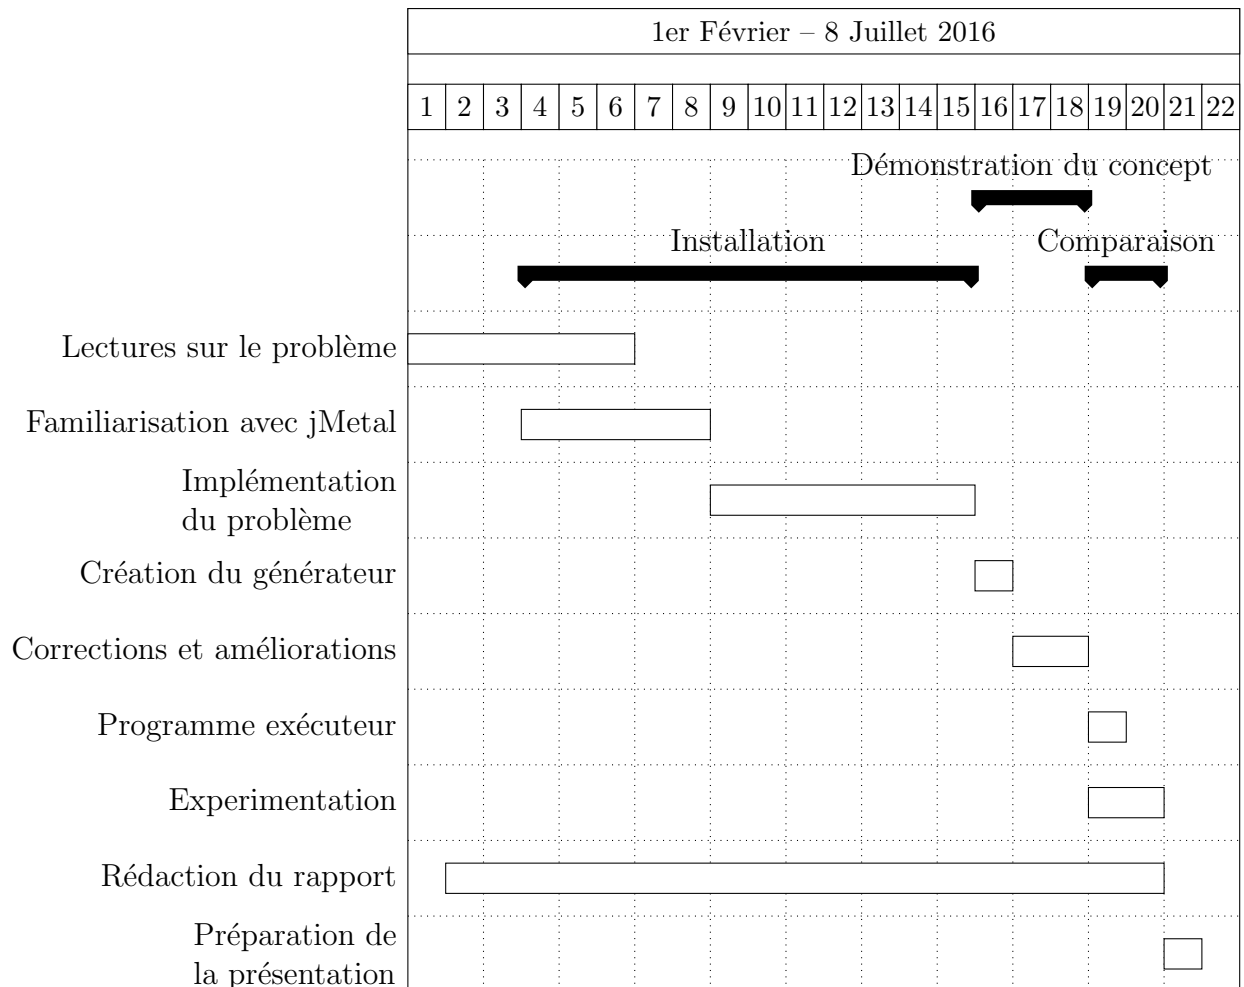 1er Février – 8 Juillet 2016
1 2 3 4 5 6 7 8 9 10 11 12 13 14 15 16 17 18 19 20 21 22
Démonstration du concept
Installation
Comparaison
Lectures sur le problème
Familiarisation avec jMetal
Implémentation
du problème
Création du générateur
Corrections et améliorations
Programme exécuteur
Experimentation
Rédaction du rapport
Préparation de
la présentation